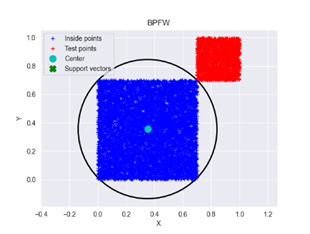 BPFW
Inside points
Test points
Center
Support vectors
Y
1.0
0.8
0.6
0.4
0.2
0.0
-0.4 -0.2 0.0 0.2 0.4 0.6 0.8 1.0 1.2
X